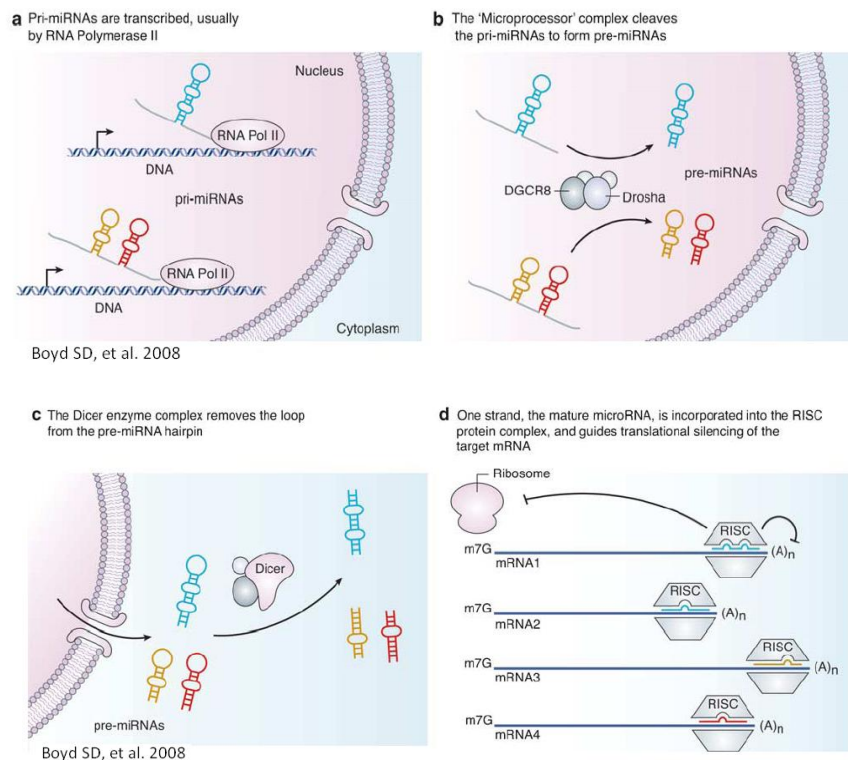 a Pri-miRNAs are transcribed, usually
by RNA Polymerase II
Nucleus
RNA Pol II
DNA
pri-miRNAs
RNA Pol II
DNA
Cytoplasm
Boyd SD, et al. 2008
b The ‘Microprocessor’ complex cleaves
the pri-miRNAs to form pre-miRNAs
DGCR8
Drosha
pre-miRNAs
c The Dicer enzyme complex removes the loop
from the pre-miRNA hairpin
Dicer
pre-miRNAs
Boyd SD, et al. 2008
d One strand, the mature microRNA, is incorporated into the RISC
protein complex, and guides translational silencing of the
target mRNA
Ribosome
RISC
m7G
mRNA1
(A)n
RISC
m7G
mRNA2
(A)n
RISC
m7G
mRNA3
(A)n
RISC
m7G
mRNA4
(A)n